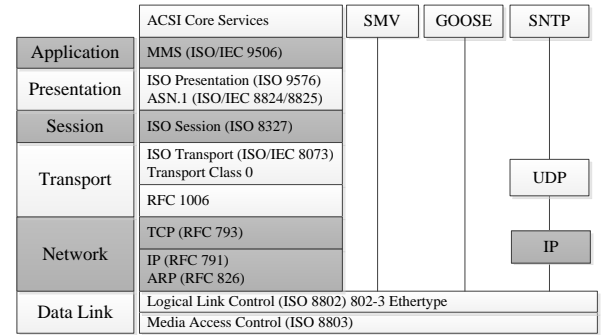 ACSI Core Services
SMV
GOOSE
SNTP
Application
MMS (ISO/IEC 9506)
Presentation
ISO Presentation (ISO 9576)
ASN.1 (ISO/IEC 8824/8825)
Session
ISO Session (ISO 8327)
Transport
ISO Transport (ISO/IEC 8073)
Transport Class 0
RFC 1006
UDP
Network
TCP (RFC 793)
IP (RFC 791)
ARP (RFC 826)
IP
Data Link
Logical Link Control (ISO 8802) 802-3 Ethertype
Media Access Control (ISO 8803)